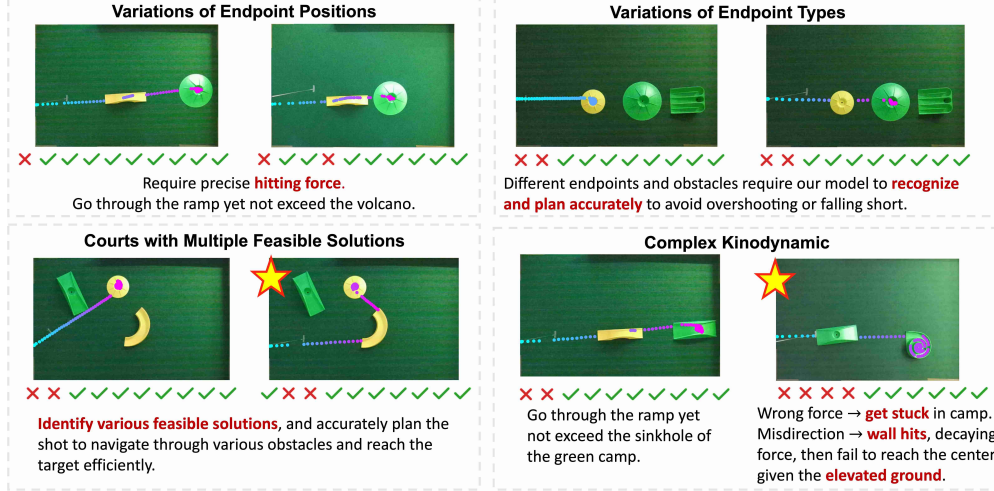 Variations of Endpoint Positions
Require precise hitting force.
Go through the ramp yet not exceed the volcano.
Variations of Endpoint Types
Different endpoints and obstacles require our model to recognize
and plan accurately to avoid overshooting or falling short.
Courts with Multiple Feasible Solutions
Identify various feasible solutions, and accurately plan the
shot to navigate through various obstacles and reach the
target efficiently.
Complex Kinodynamic
Go through the ramp yet
not exceed the sinkhole of
the green camp.
Wrong force → get stuck in camp.
Misdirection → wall hits, decaying
force, then fail to reach the center
given the elevated ground.